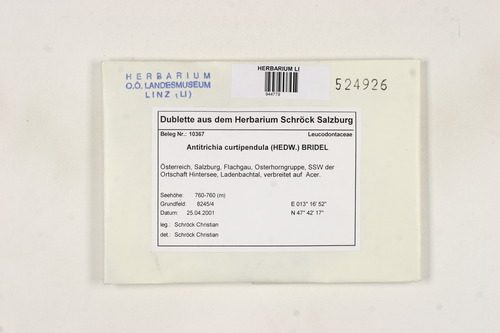 HERBARIUM
O.Ö. LANDESMUSEUM
LINZ (LI)
HERBARIUM LI
944779
524926
Dublette aus dem Herbarium Schröck Salzburg
Beleg Nr.: 10367 Leucodontaceae
Antitrichia curtipendula (HEDW.) BRIDEL
Österreich, Salzburg, Flachgau, Osterhorngruppe, SSW der
Ortschaft Hintersee, Ladenbachtal, verbreitet auf Acer.
Seehöhe: 760-760 (m)
Grundfeld: 8245/4 E 013° 16' 52"
Datum: 25.04.2001 N 47° 42' 17"
leg.: Schröck Christian
det.: Schröck Christian